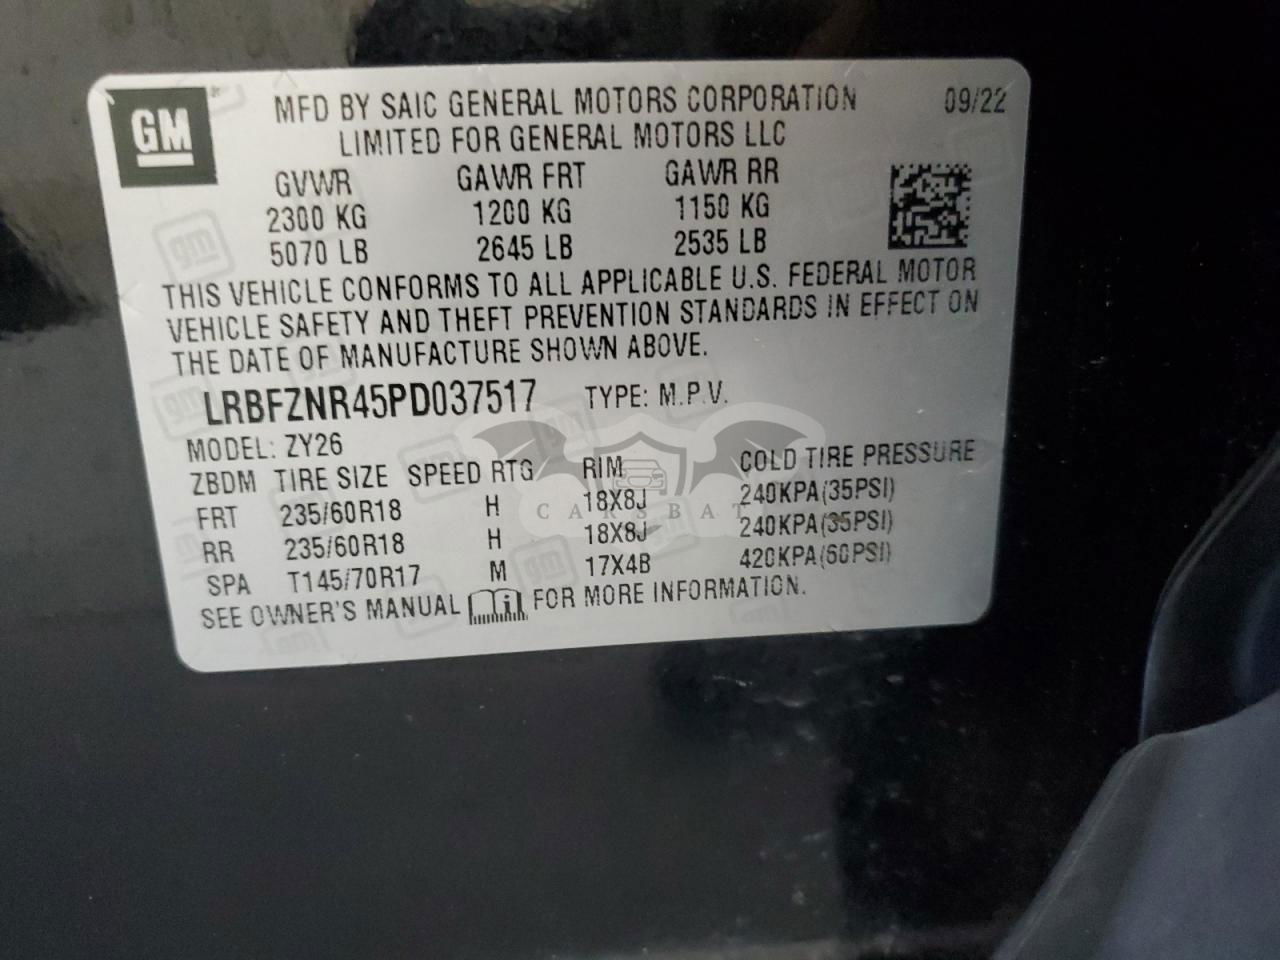 GM
MFD BY SAIC GENERAL MOTORS CORPORATION 09/22
LIMITED FOR GENERAL MOTORS LLC
GVWR GAWR FRT GAWR RR
2300 KG 1200 KG 1150 KG
5070 LB 2645 LB 2535 LB
THIS VEHICLE CONFORMS TO ALL APPLICABLE U.S. FEDERAL MOTOR
VEHICLE SAFETY AND THEFT PREVENTION STANDARDS IN EFFECT ON
THE DATE OF MANUFACTURE SHOWN ABOVE.
LRBFZNR45PD037517 TYPE: M.P.V.
MODEL: ZY26
ZBDM TIRE SIZE SPEED RTG RIM COLD TIRE PRESSURE
FRT 235/60R18 H 18X8J 240KPA(35PSI)
RR 235/60R18 H 18X8J 240KPA(35PSI)
SPA T145/70R17 M 17X4B 420KPA(60PSI)
SEE OWNER'S MANUAL i FOR MORE INFORMATION.
CARSBAT